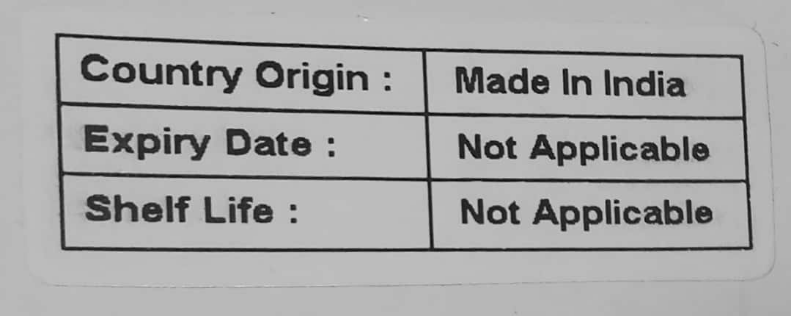 Country Origin : Made In India
Expiry Date : Not Applicable
Shelf Life : Not Applicable